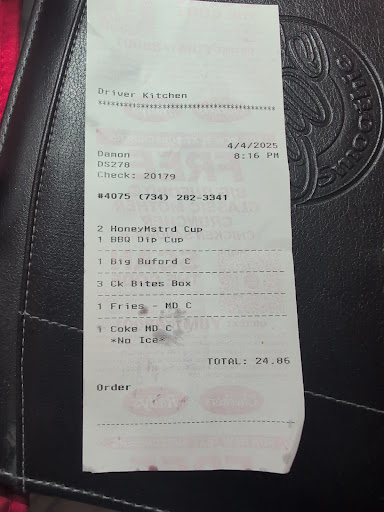 Driver Kitchen
******************************************
4/4/2025
Damon 8:16 PM
DS278
Check: 20179
#4075 (734) 282-3341
2 HoneyMstrd Cup
1 BBQ Dip Cup
1 Big Buford C
3 Ck Bites Box
1 Fries - MD C
1 Coke MD C
*No Ice*
TOTAL: 24.86
Order